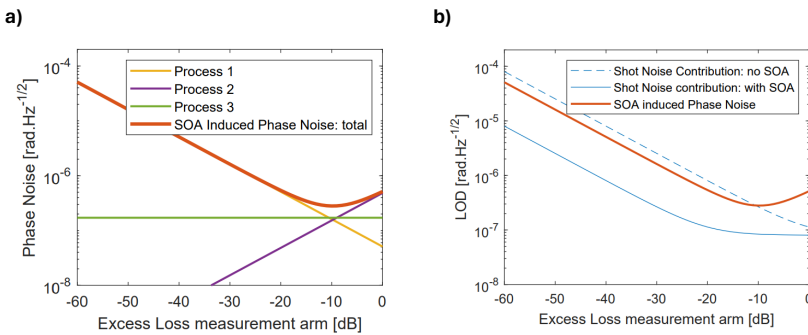 a)
b)
10^-4
10^-6
10^-8
Phase Noise [rad.Hz^-1/2]
Process 1
Process 2
Process 3
SOA Induced Phase Noise: total
-60 -50 -40 -30 -20 -10 0
Excess Loss measurement arm [dB]
10^-4
10^-5
10^-6
10^-7
10^-8
LOD [rad.Hz^-1/2]
Shot Noise Contribution: no SOA
Shot Noise contribution: with SOA
SOA induced Phase Noise
-60 -50 -40 -30 -20 -10 0
Excess Loss measurement arm [dB]